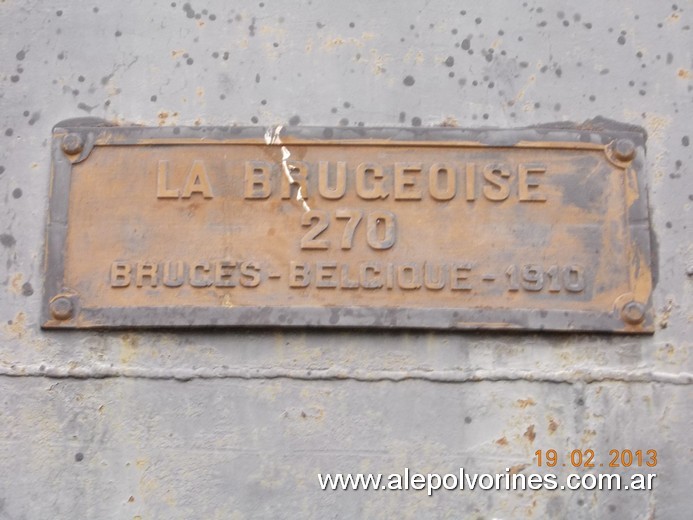 LA BRUGEOISE
270
BRUGES-BELGIQUE-1910
19.02.2013
www.alepolvorines.com.ar